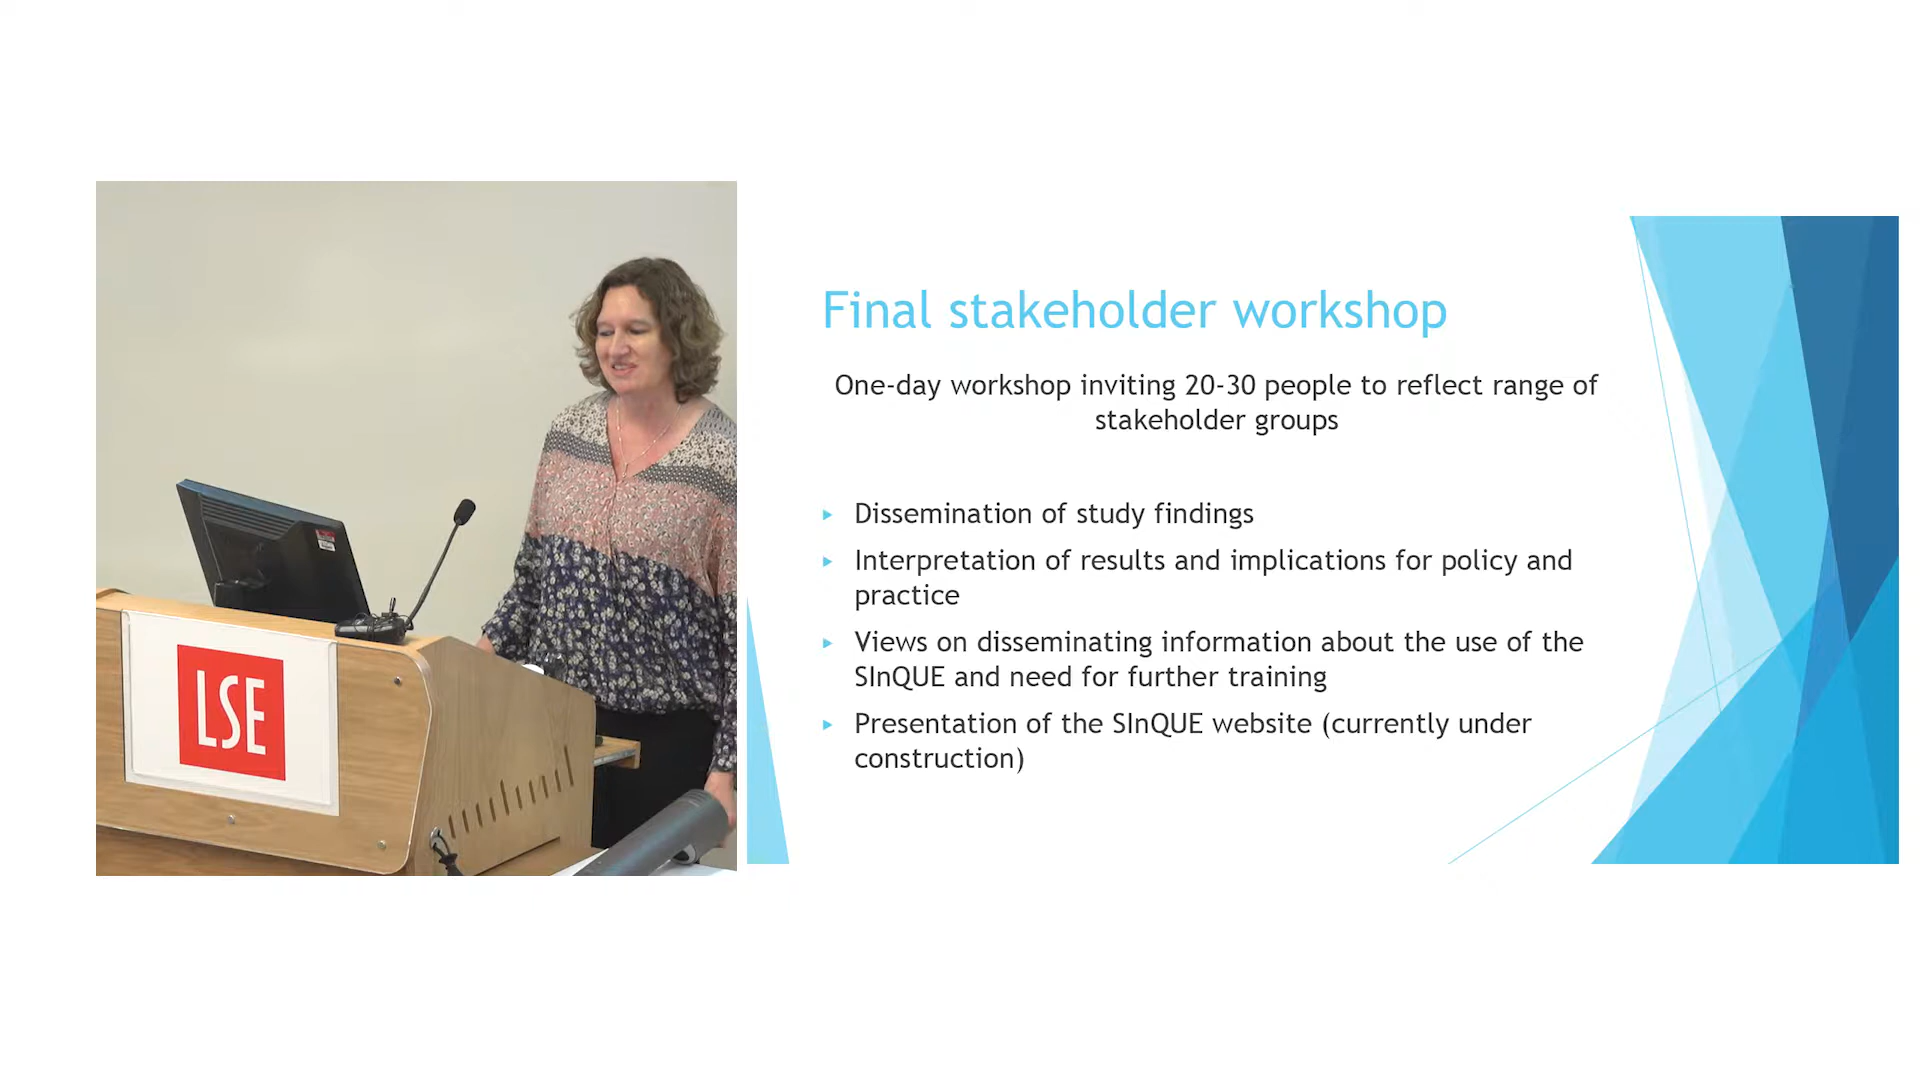 LSE
Final stakeholder workshop
One-day workshop inviting 20-30 people to reflect range of
stakeholder groups
Dissemination of study findings
Interpretation of results and implications for policy and
practice
Views on disseminating information about the use of the
SInQUE and need for further training
Presentation of the SInQUE website (currently under
construction)